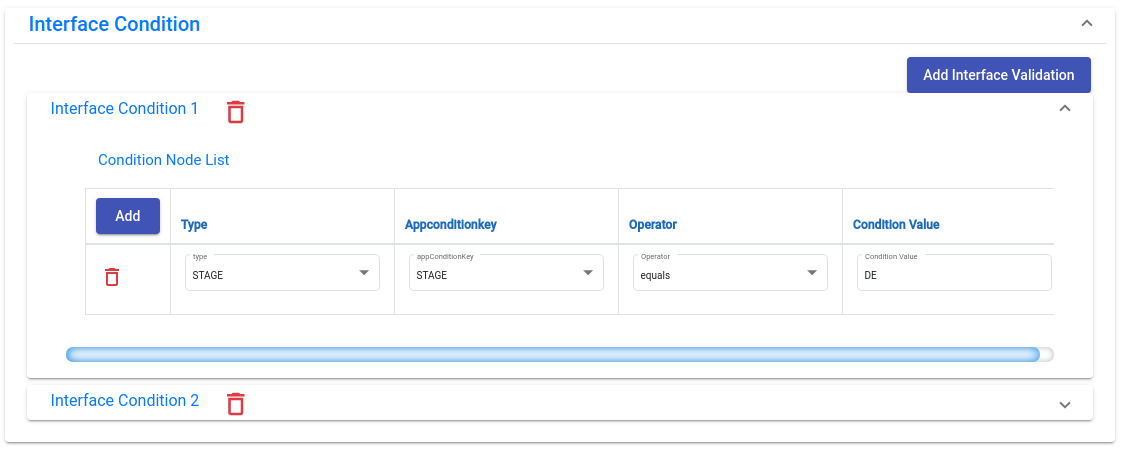 Interface Condition
Add Interface Validation
Interface Condition 1
Condition Node List
Add Type Appconditionkey Operator Condition Value
type appConditionKey Operator Condition Value
STAGE STAGE equals DE
Interface Condition 2